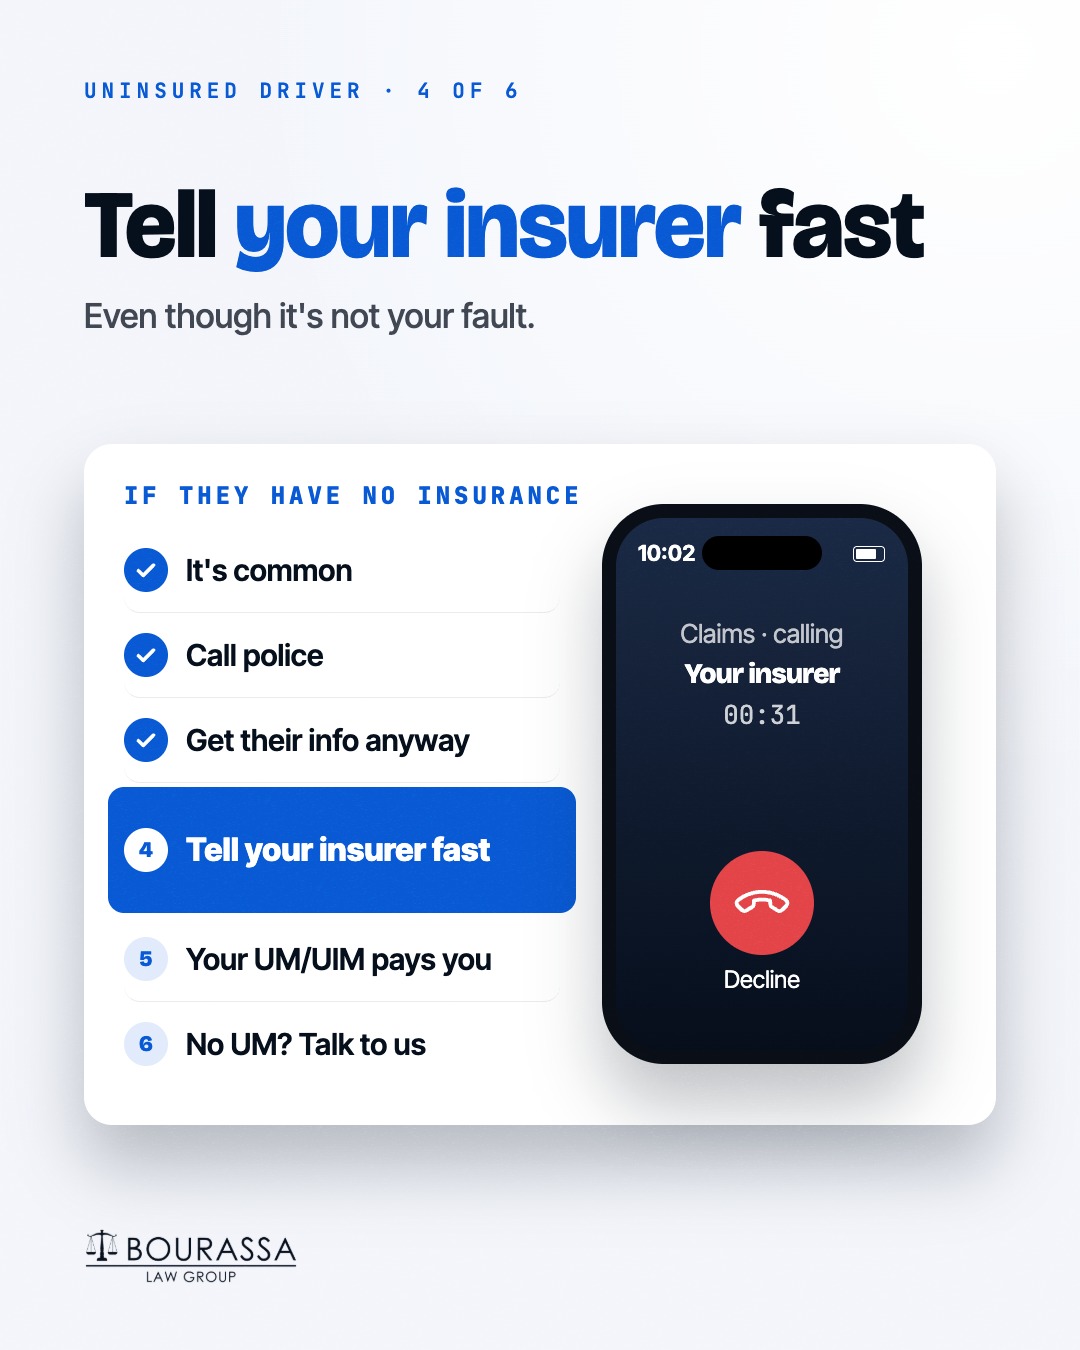 UNINSURED DRIVER · 4 OF 6
Tell your insurer fast
Even though it's not your fault.
IF THEY HAVE NO INSURANCE
It's common
Call police
Get their info anyway
4 Tell your insurer fast
5 Your UM/UIM pays you
6 No UM? Talk to us
10:02
Claims · calling
Your insurer
00:31
Decline
BOURASSA
LAW GROUP